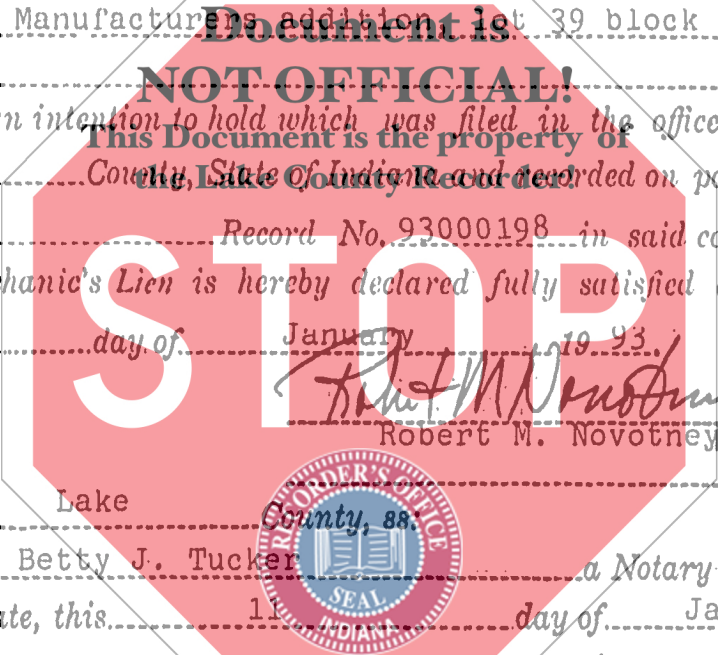 Manufacturers addition, lot 39 block
Document is
NOT OFFICIAL!
n intention to hold which was filed in the office
This Document is the property of
County, State of Indiana and recorded on p
the Lake County Recorder!
Record No. 93000198 in said co
hanic's Lien is hereby declared fully satisfied
STOP
day of January 19 93.
Robert M Novotney
Robert M. Novotney
Lake County, ss:
RECORDER'S OFFICE
SEAL
INDIANA
Betty J. Tucker a Notary
ate, this 11 day of Ja